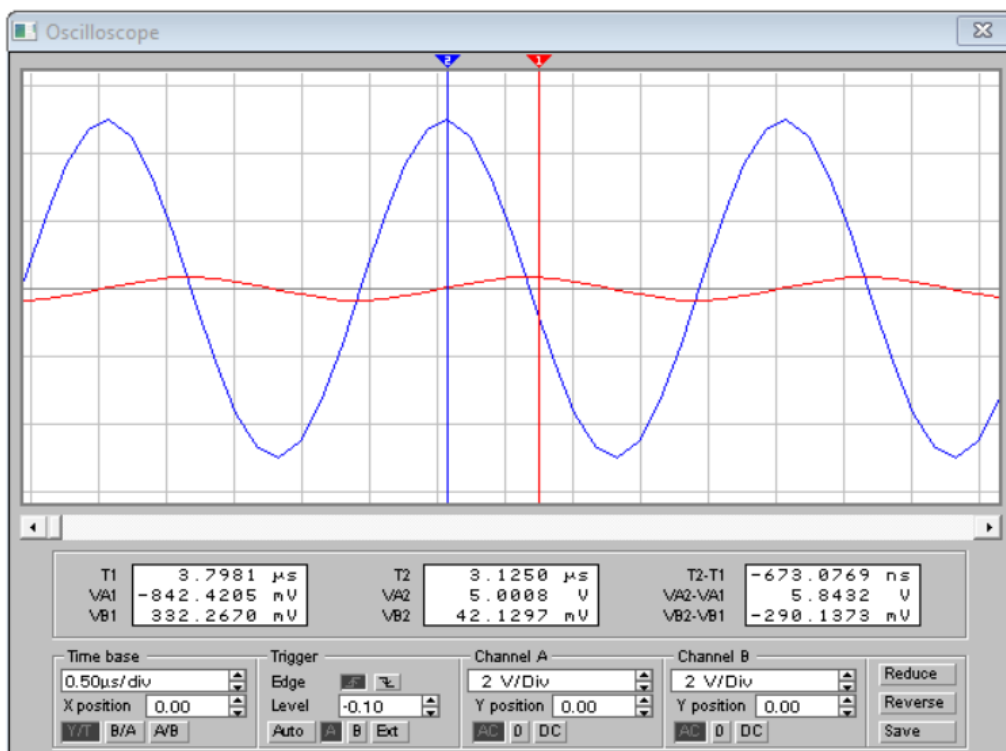 Oscilloscope
2 1
T1 3.7981 µs T2 3.1250 µs T2-T1 -673.0769 ns
VA1 -842.4205 mV VA2 5.0008 V VA2-VA1 5.8432 V
VB1 332.2670 mV VB2 42.1297 mV VB2-VB1 -290.1373 mV
Time base Trigger Channel A Channel B
0.50µs/div Edge 2 V/Div 2 V/Div Reduce
X position 0.00 Level -0.10 Y position 0.00 Y position 0.00 Reverse
Y/T B/A A/B Auto A B Ext AC 0 DC AC 0 DC Save